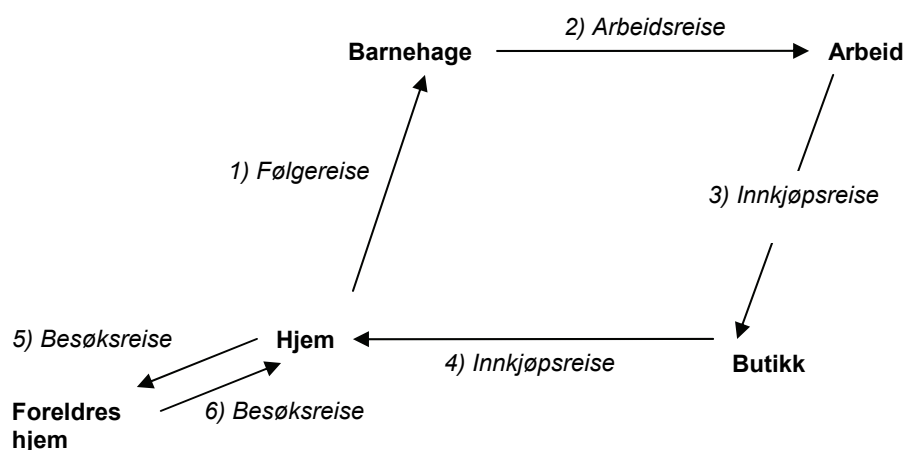 2) Arbeidsreise
Barnehage
Arbeid
1) Følgereise
3) Innkjøpsreise
5) Besøksreise
Hjem
4) Innkjøpsreise
Butikk
6) Besøksreise
Foreldres
hjem